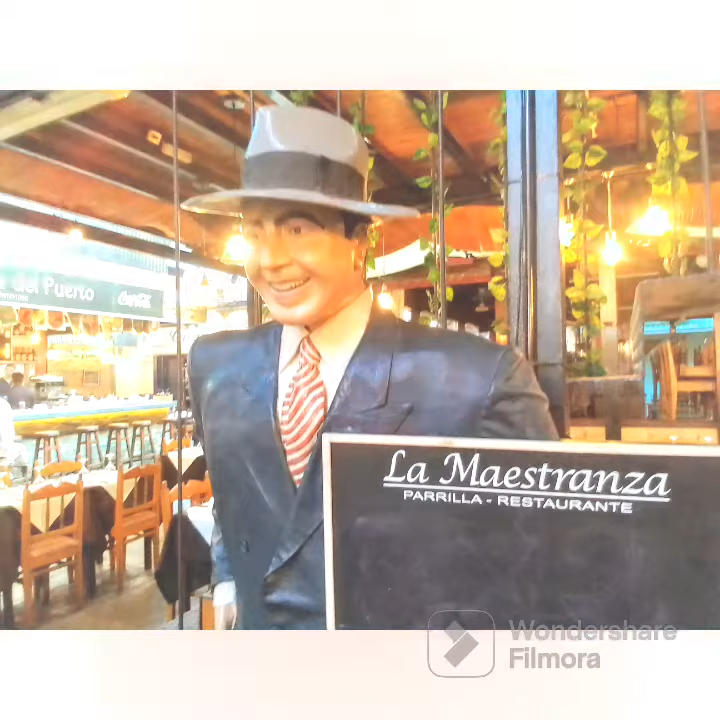 del Puerto
Coca-Cola
La Maestranza
PARRILLA - RESTAURANTE
Wondershare
Filmora